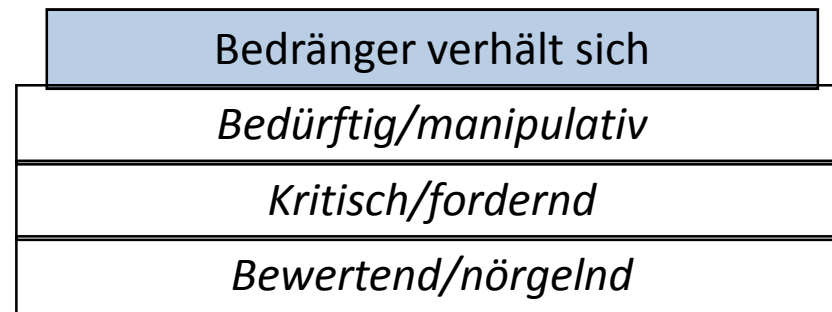 Bedränger verhält sich
Bedürftig/manipulativ
Kritisch/fordernd
Bewertend/nörgelnd